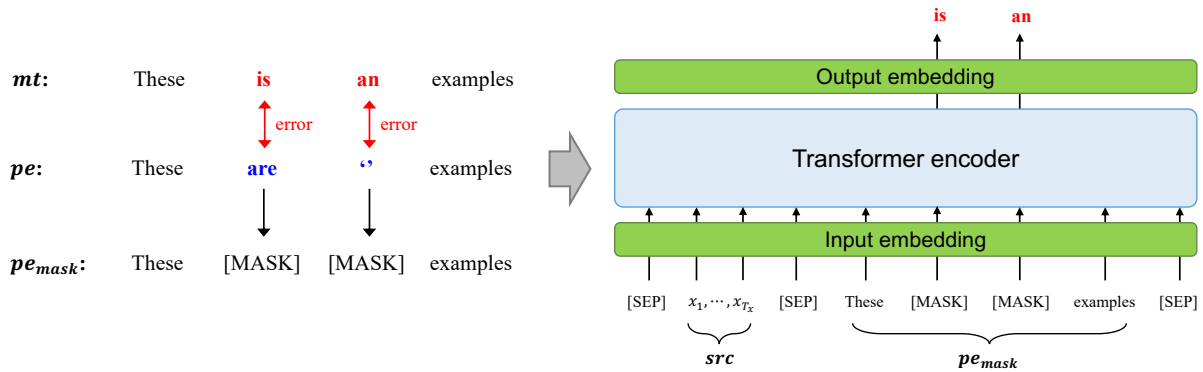 mt: These is an examples
error error
pe: These are ‘’ examples
pe_mask: These [MASK] [MASK] examples
is an
Output embedding
Transformer encoder
Input embedding
[SEP] x_1, ⋯, x_{T_x} [SEP] These [MASK] [MASK] examples [SEP]
src pe_mask